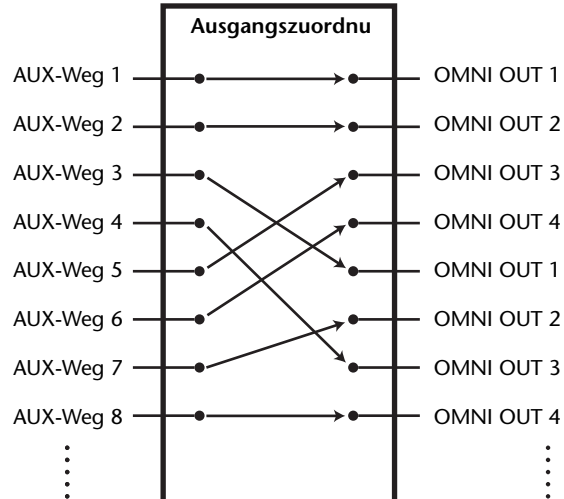 Ausgangszuordnu
AUX-Weg 1 OMNI OUT 1
AUX-Weg 2 OMNI OUT 2
AUX-Weg 3 OMNI OUT 3
AUX-Weg 4 OMNI OUT 4
AUX-Weg 5 OMNI OUT 1
AUX-Weg 6 OMNI OUT 2
AUX-Weg 7 OMNI OUT 3
AUX-Weg 8 OMNI OUT 4